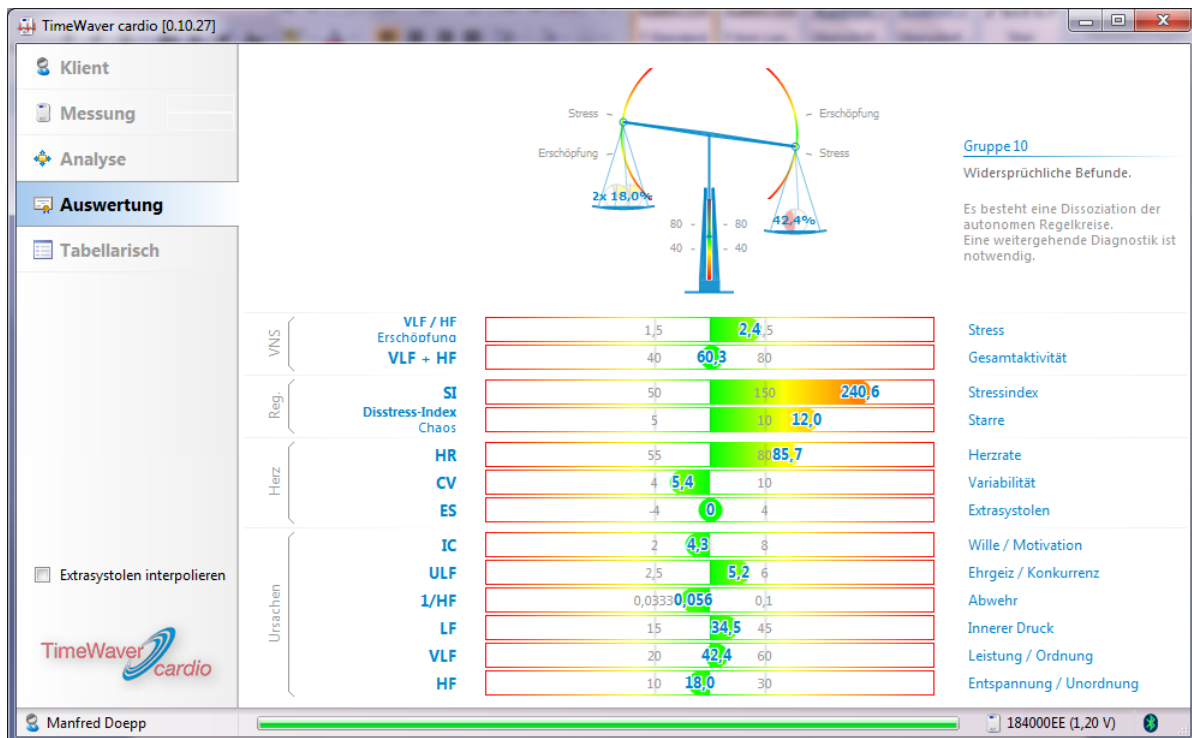 TimeWaver cardio [0.10.27]
Klient
Messung
Analyse
Auswertung
Tabellarisch
Extrasystolen interpolieren
TimeWaver
cardio
Stress
Erschöpfung
Erschöpfung
Stress
2x 18,0%
42,4%
80 80
40 40
Gruppe 10
Widersprüchliche Befunde.
Es besteht eine Dissoziation der
autonomen Regelkreise.
Eine weitergehende Diagnostik ist
notwendig.
VNS
VLF / HF
Erschöpfung
1,5 2,4 ,5 Stress
VLF + HF 40 60,3 80 Gesamtaktivität
Reg.
SI 50 150 240,6 Stressindex
Disstress-Index
Chaos
5 10 12,0 Starre
Herz
HR 55 80 85,7 Herzrate
CV 4 5,4 10 Variabilität
ES -4 0 4 Extrasystolen
Ursachen
IC 2 4,3 8 Wille / Motivation
ULF 2,5 5,2 6 Ehrgeiz / Konkurrenz
1/HF 0,0333 0,056 0,1 Abwehr
LF 15 34,5 45 Innerer Druck
VLF 20 42,4 60 Leistung / Ordnung
HF 10 18,0 30 Entspannung / Unordnung
Manfred Doepp
184000EE (1,20 V)